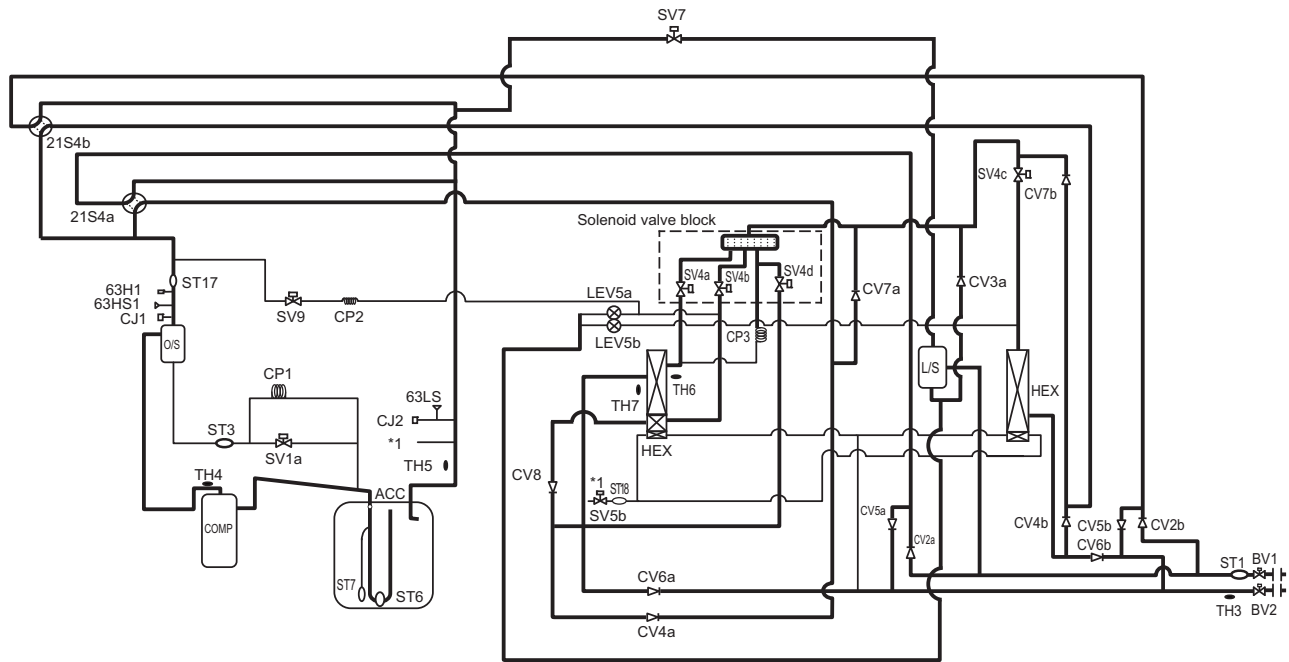 SV7
21S4b
SV4c
CV7b
21S4a
Solenoid valve block
SV4a
SV4b
SV4d
ST17
63H1
63HS1
CJ1
SV9
CP2
LEV5a
LEV5b
CV7a
CV3a
CP3
O/S
L/S
HEX
CP1
TH7
TH6
63LS
CJ2
*1
TH5
ST3
SV1a
HEX
CV8
*1
ST18
SV5b
TH4
ACC
COMP
CV5a
CV2a
CV4b
CV5b
CV2b
CV6b
ST1
BV1
ST7
ST6
CV6a
CV4a
TH3
BV2